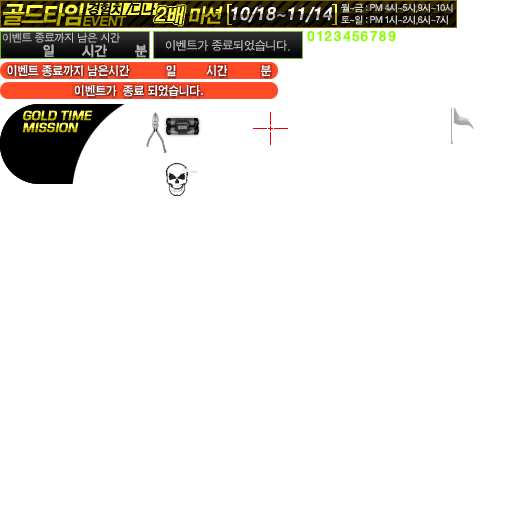 골드타임 EVENT 경험치/머니 2배 미션 [10/18~11/14]
월~금 : PM 4시~5시,9시~10시
토~일 : PM 1시~2시,6시~7시
이벤트 종료까지 남은 시간
일 시간 분
이벤트가 종료되었습니다.
0123456789
이벤트 종료까지 남은시간 일 시간 분
이벤트가 종료 되었습니다.
GOLD TIME
MISSION